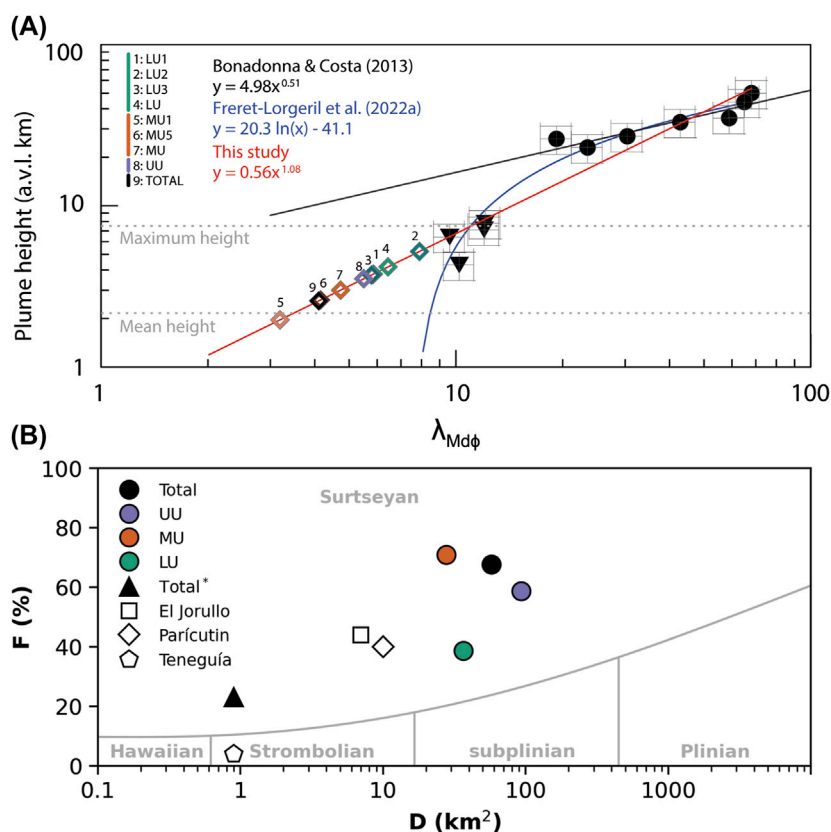 (A)
100
10
1
1
10
100
Plume height (a.v.l. km)
λMdϕ
1: LU1
2: LU2
3: LU3
4: LU
5: MU1
6: MU5
7: MU
8: UU
9: TOTAL
Bonadonna & Costa (2013)
y = 4.98x^0.51
Freret-Lorgeril et al. (2022a)
y = 20.3 ln(x) - 41.1
This study
y = 0.56x^1.08
Maximum height
Mean height
5
9 6
7
8 3 1 4
2
(B)
100
80
60
40
20
0
F (%)
Total
UU
MU
LU
Total*
El Jorullo
Parícutin
Teneguía
Surtseyan
Hawaiian
Strombolian
subplinian
Plinian
0.1
1
10
100
1000
D (km²)